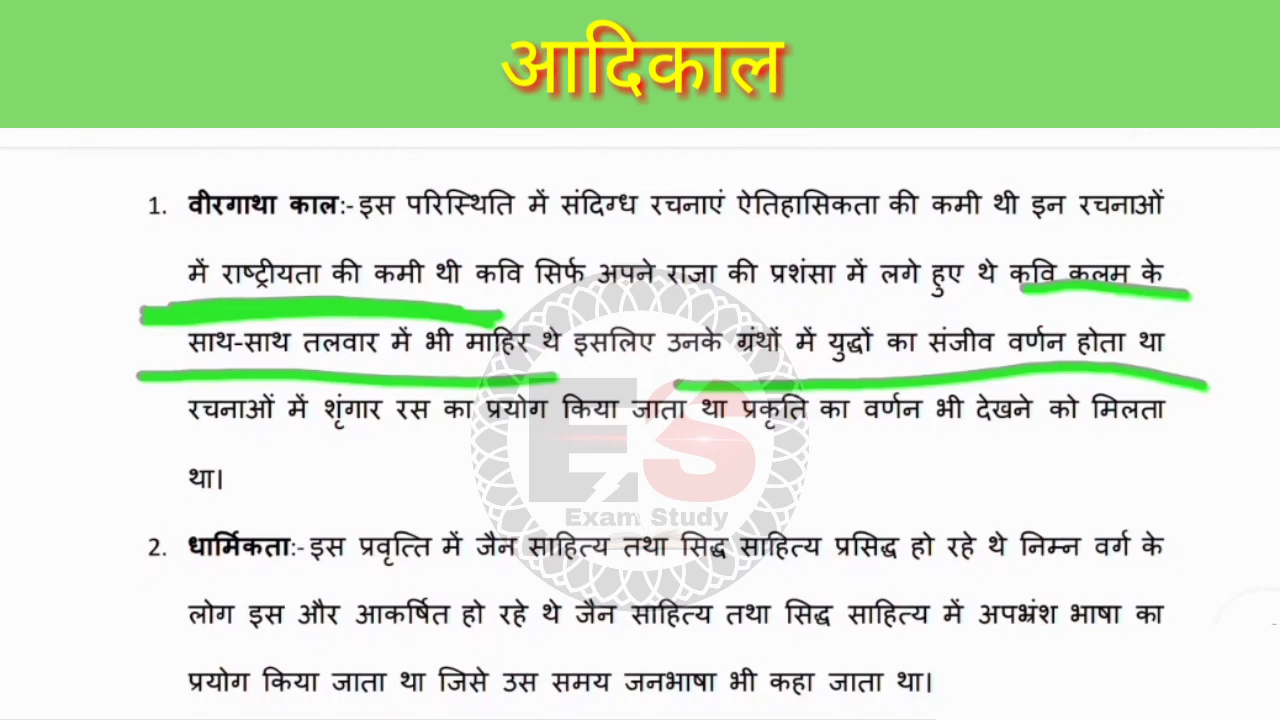 आदिकाल
1. वीरगाथा काल:- इस परिस्थिति में संदिग्ध रचनाएं ऐतिहासिकता की कमी थी इन रचनाओं
में राष्ट्रीयता की कमी थी कवि सिर्फ अपने राजा की प्रशंसा में लगे हुए थे कवि कलम के
साथ-साथ तलवार में भी माहिर थे इसलिए उनके ग्रंथों में युद्धों का संजीव वर्णन होता था
रचनाओं में शृंगार रस का प्रयोग किया जाता था प्रकृति का वर्णन भी देखने को मिलता
था।
ES
Exam Study
2. धार्मिकता:- इस प्रवृत्ति में जैन साहित्य तथा सिद्ध साहित्य प्रसिद्ध हो रहे थे निम्न वर्ग के
लोग इस और आकर्षित हो रहे थे जैन साहित्य तथा सिद्ध साहित्य में अपभ्रंश भाषा का
प्रयोग किया जाता था जिसे उस समय जनभाषा भी कहा जाता था।